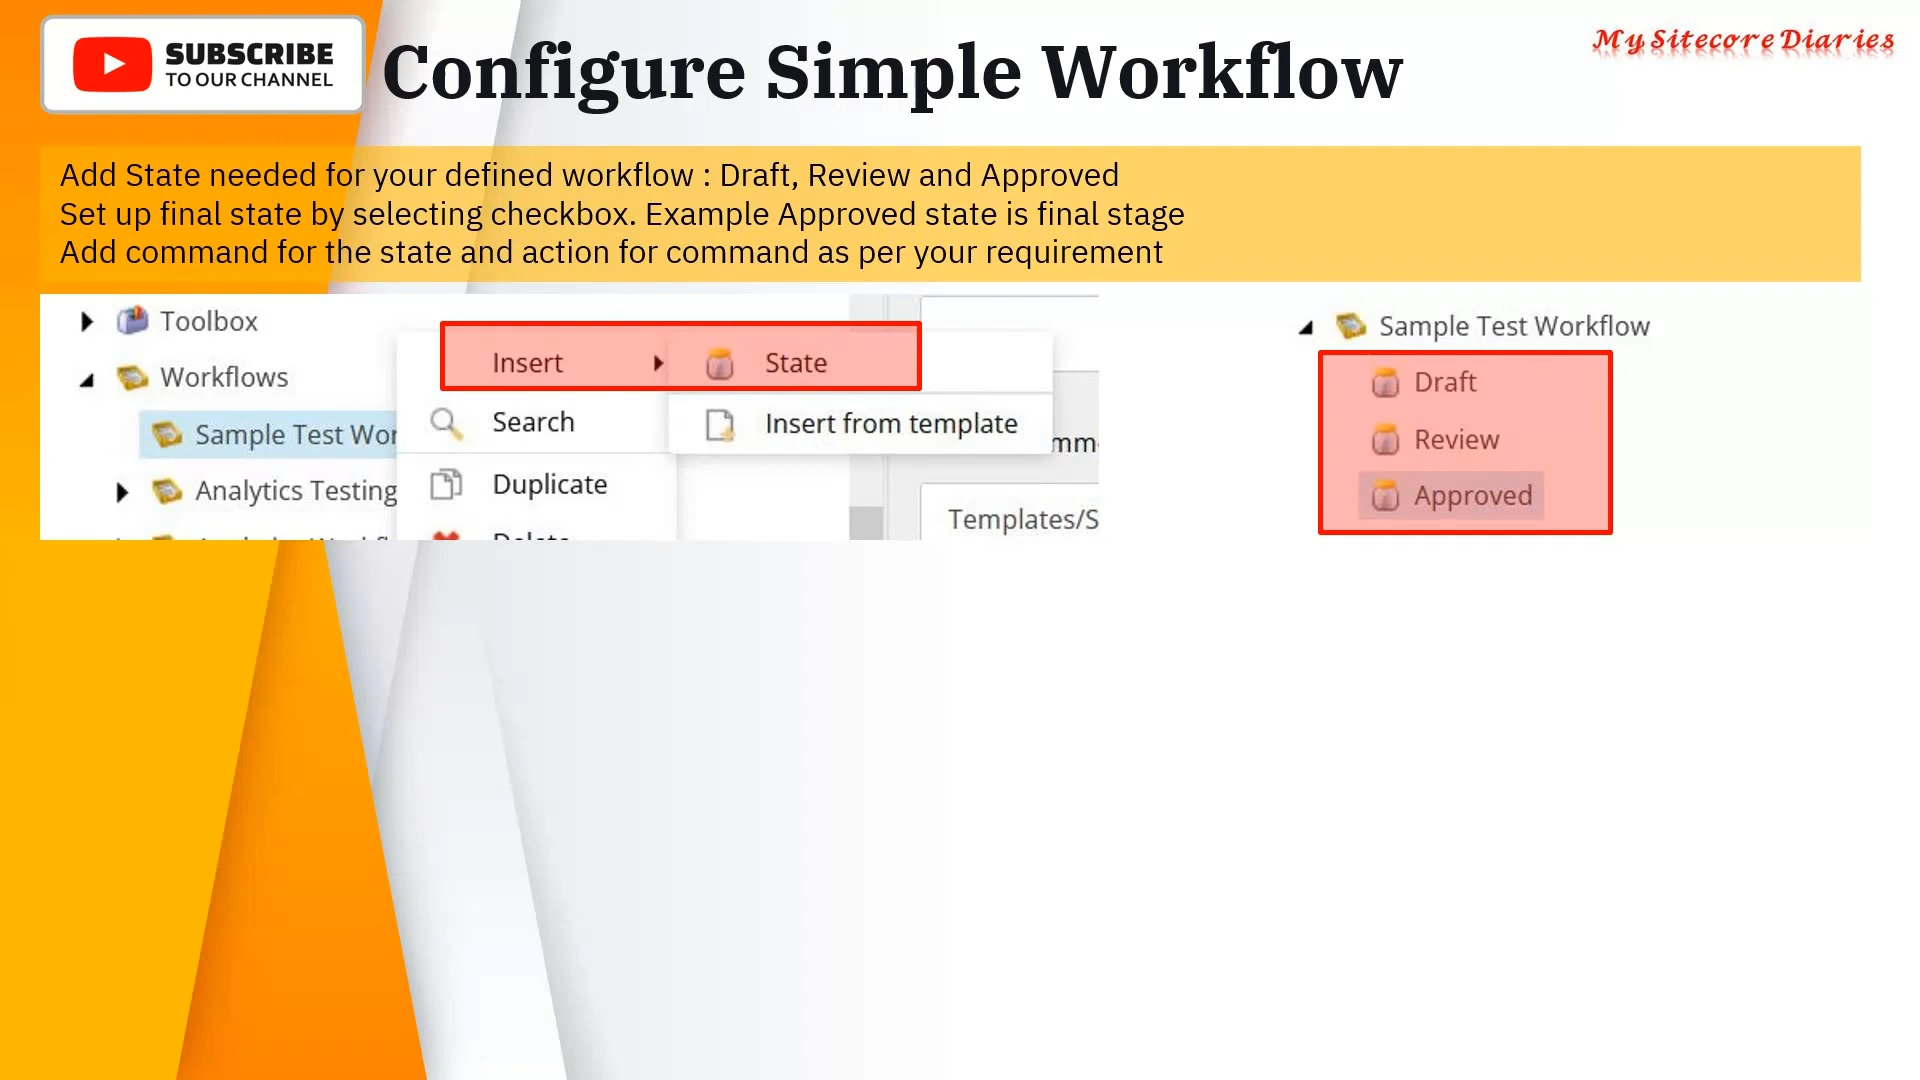 SUBSCRIBE
TO OUR CHANNEL
Configure Simple Workflow
My Sitecore Diaries
Add State needed for your defined workflow : Draft, Review and Approved
Set up final state by selecting checkbox. Example Approved state is final stage
Add command for the state and action for command as per your requirement
Toolbox
Workflows
Sample Test Wor
Analytics Testing
Insert
State
Search
Insert from template
Duplicate
Delete
Templates/S
Sample Test Workflow
Draft
Review
Approved